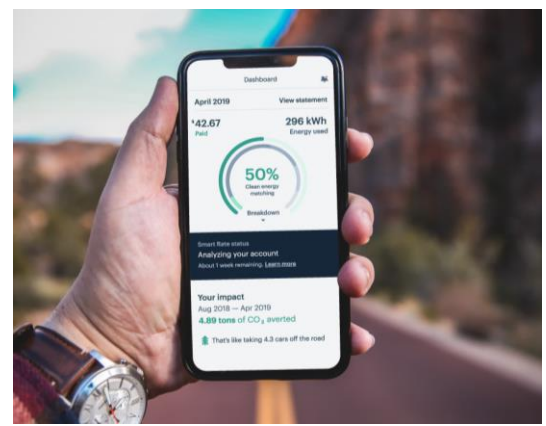 Dashboard
April 2019 View statement
$42.67 296 kWh
Paid Energy used
50%
Clean energy
matching
Breakdown
Smart Rate status
Analyzing your account
About 1 week remaining. Learn more
Your impact
Aug 2018 — Apr 2019
4.89 tons of CO₂ averted
That's like taking 4.3 cars off the road